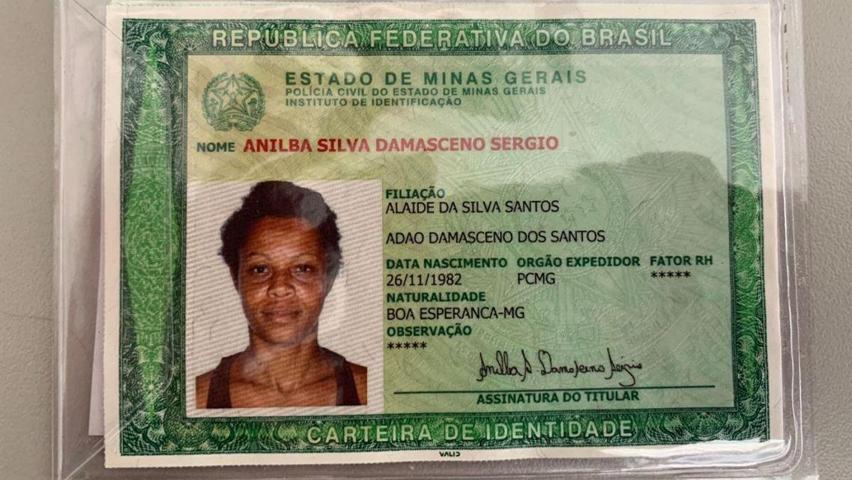 REPÚBLICA FEDERATIVA DO BRASIL
ESTADO DE MINAS GERAIS
POLÍCIA CIVIL DO ESTADO DE MINAS GERAIS
INSTITUTO DE IDENTIFICAÇÃO
NOME ANILBA SILVA DAMASCENO SERGIO
FILIAÇÃO
ALAIDE DA SILVA SANTOS
ADAO DAMASCENO DOS SANTOS
DATA NASCIMENTO ORGÃO EXPEDIDOR FATOR RH
26/11/1982 PCMG *****
NATURALIDADE
BOA ESPERANCA-MG
OBSERVAÇÃO
*****
Anilba S. Damasceno Sergio
ASSINATURA DO TITULAR
CARTEIRA DE IDENTIDADE